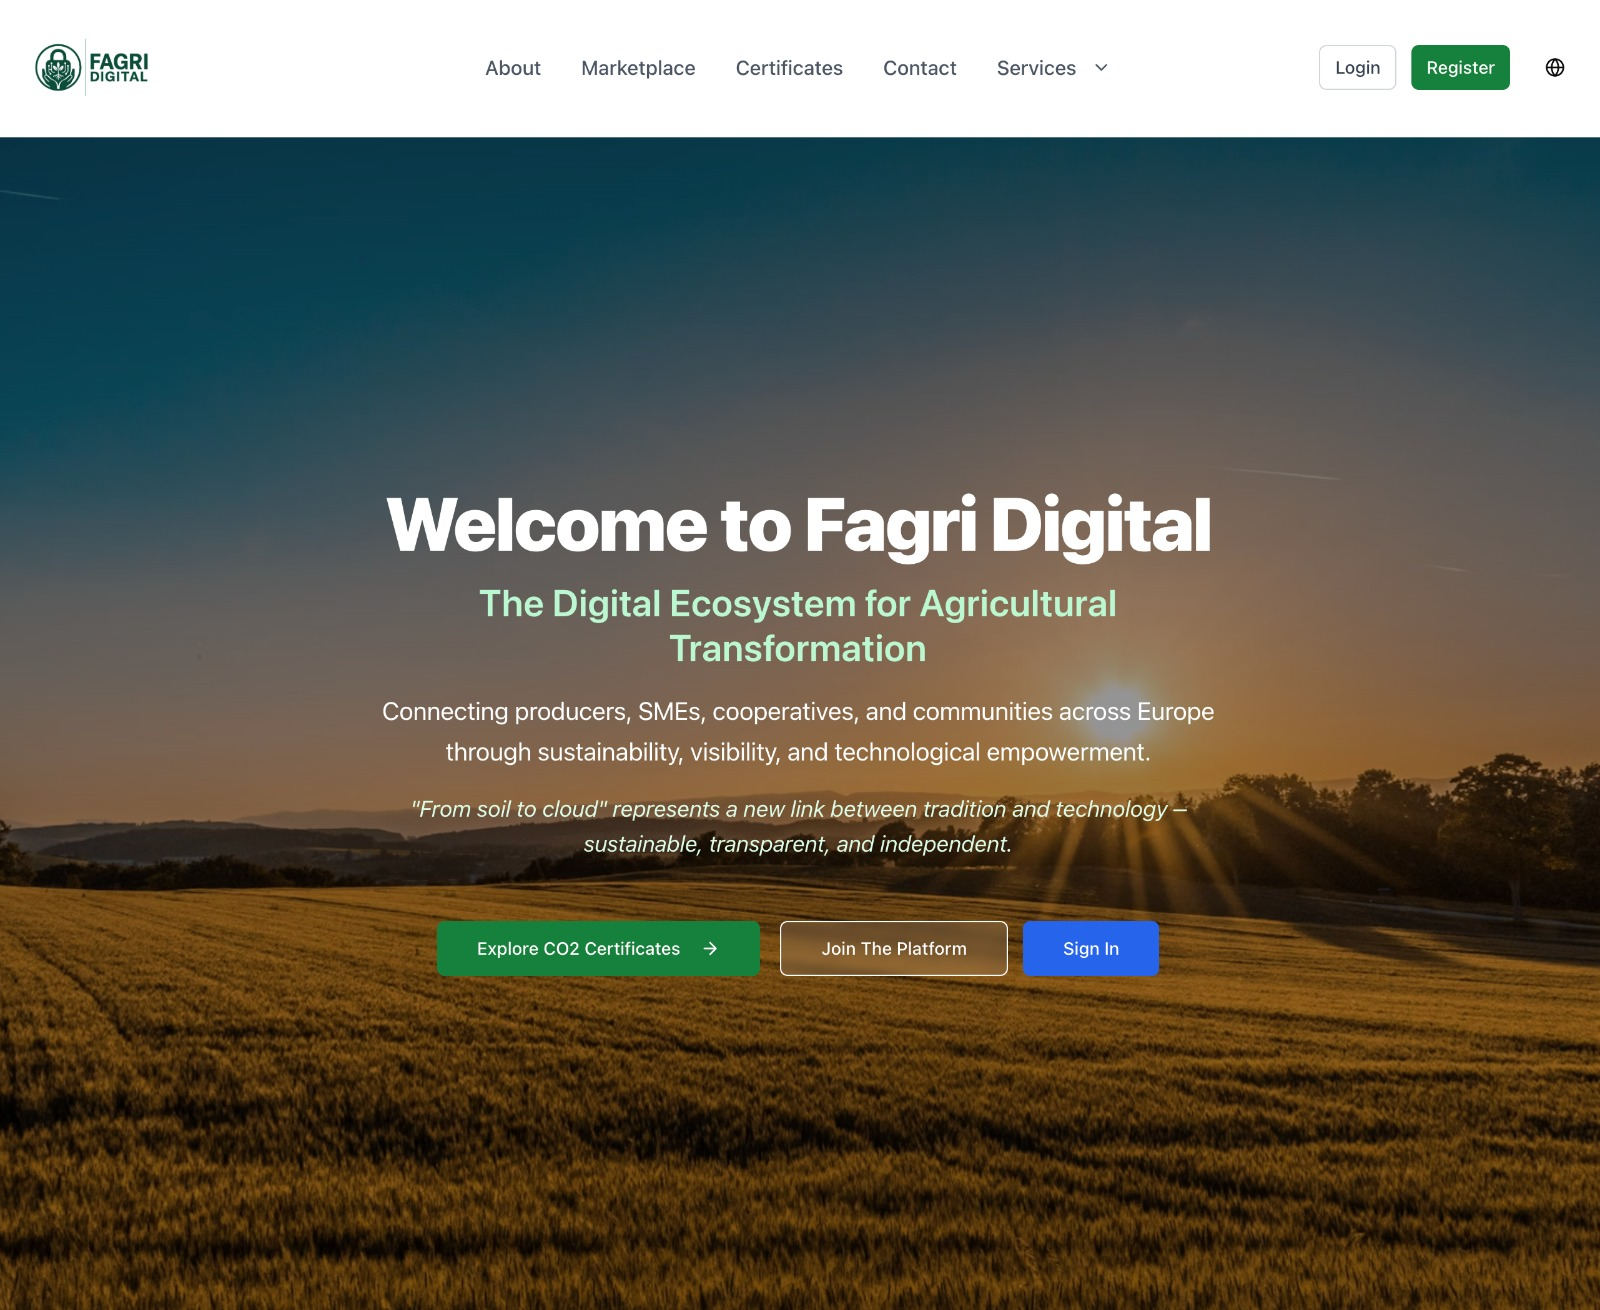 FAGRI
DIGITAL
About
Marketplace
Certificates
Contact
Services
Login
Register
Welcome to Fagri Digital
The Digital Ecosystem for Agricultural
Transformation
Connecting producers, SMEs, cooperatives, and communities across Europe
through sustainability, visibility, and technological empowerment.
"From soil to cloud" represents a new link between tradition and technology —
sustainable, transparent, and independent.
Explore CO2 Certificates
Join The Platform
Sign In